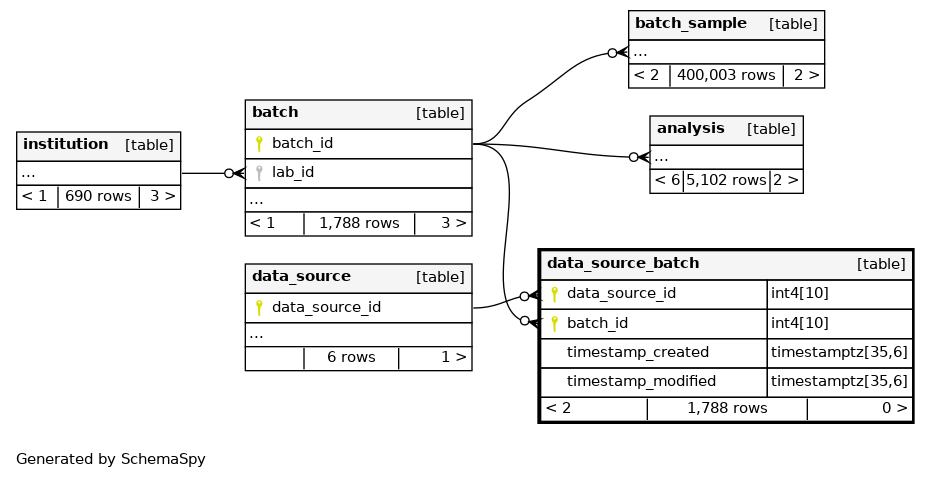 batch_sample [table]
...
< 2 400,003 rows 2 >
batch [table]
batch_id
lab_id
...
< 1 1,788 rows 3 >
analysis [table]
...
< 6 5,102 rows 2 >
institution [table]
...
< 1 690 rows 3 >
data_source_batch [table]
data_source_id int4[10]
batch_id int4[10]
timestamp_created timestamptz[35,6]
timestamp_modified timestamptz[35,6]
< 2 1,788 rows 0 >
data_source [table]
data_source_id
...
6 rows 1 >
Generated by SchemaSpy